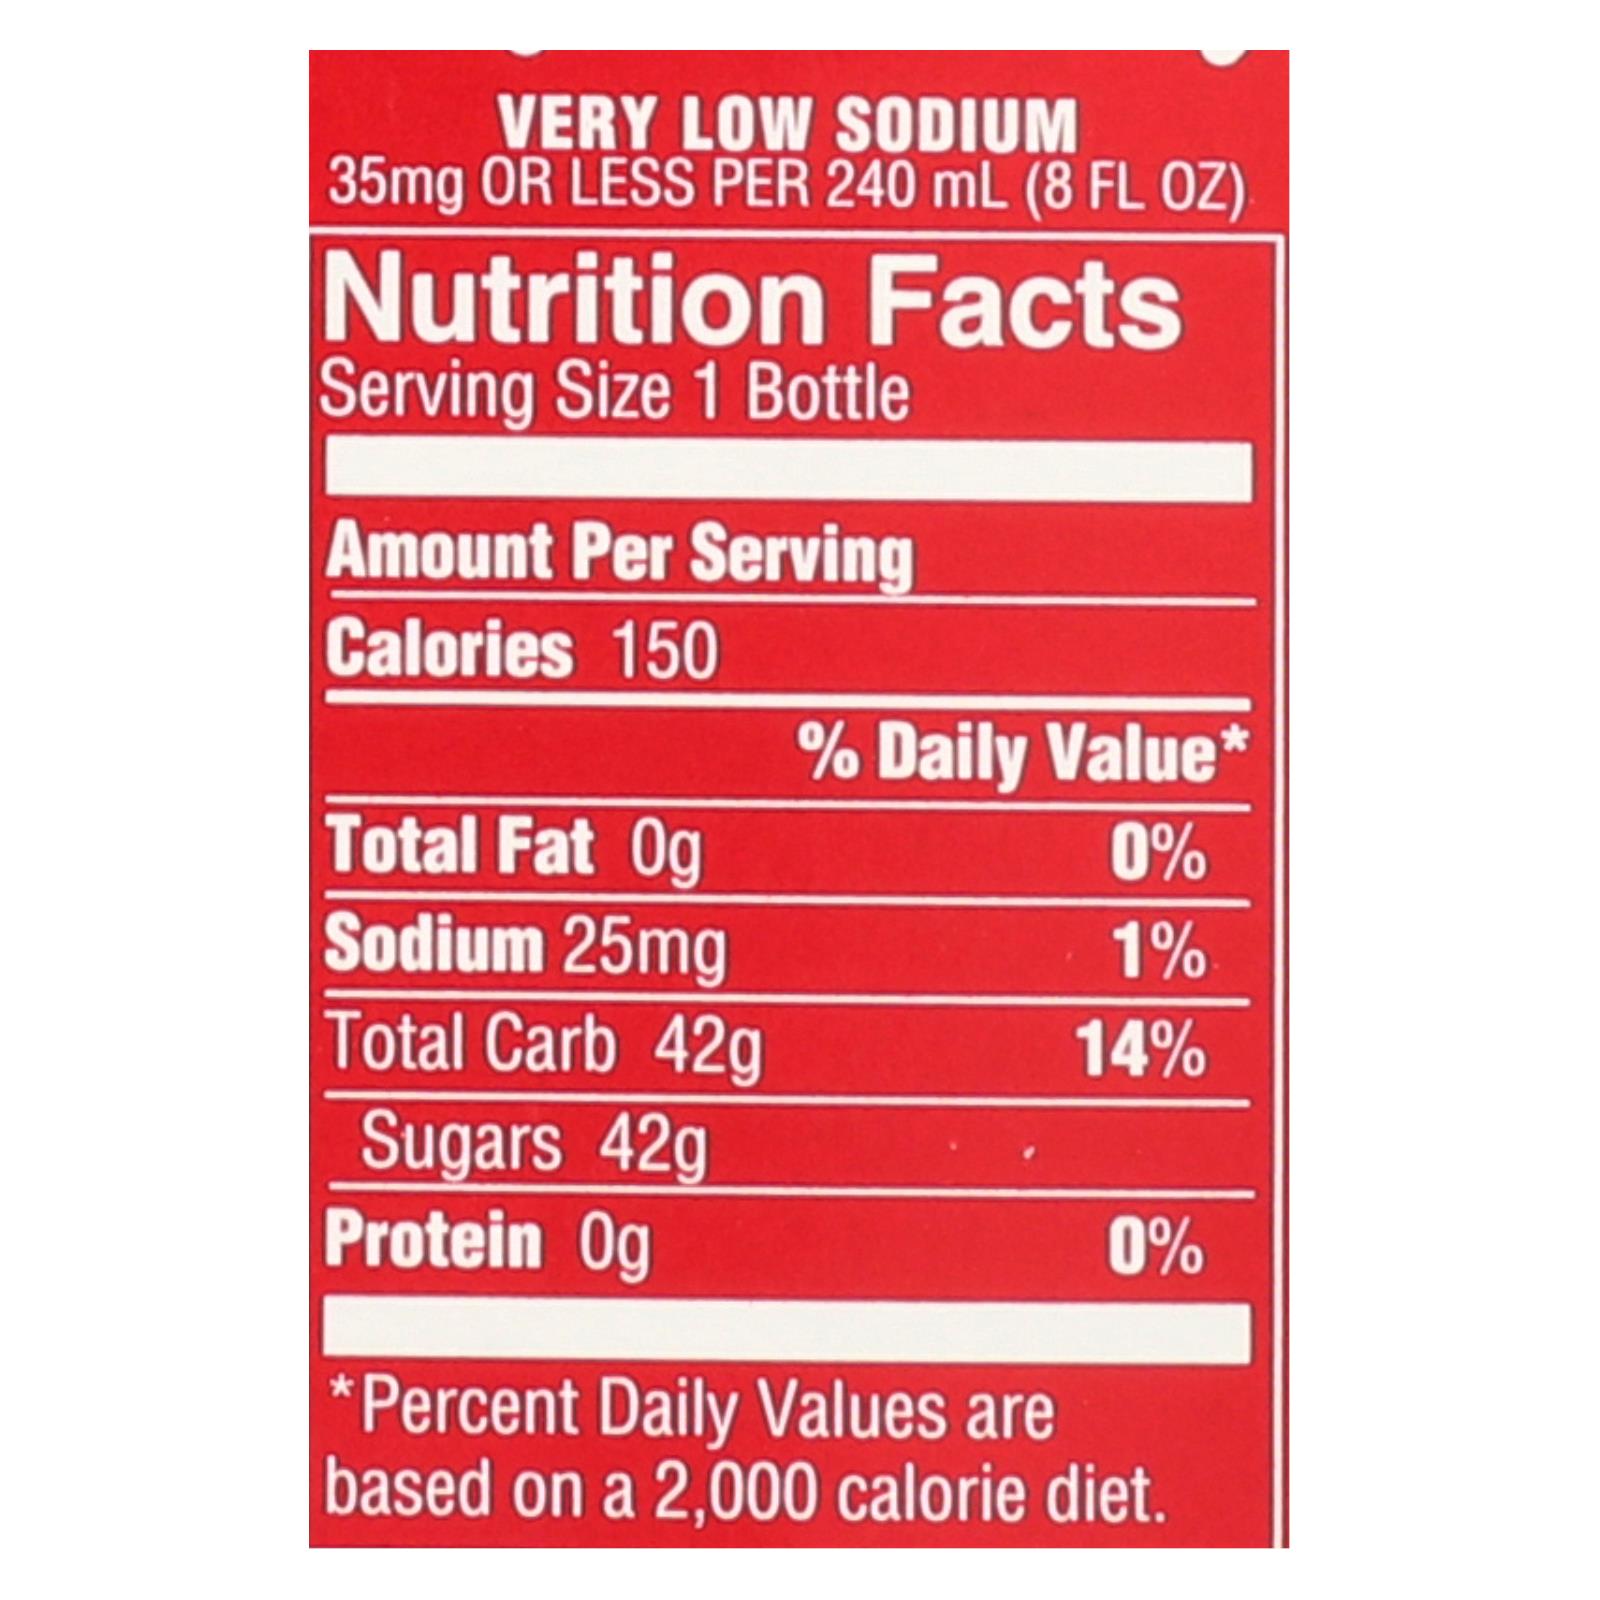 VERY LOW SODIUM
35mg OR LESS PER 240 mL (8 FL OZ)
Nutrition Facts
Serving Size 1 Bottle
Amount Per Serving
Calories 150
% Daily Value*
Total Fat 0g 0%
Sodium 25mg 1%
Total Carb 42g 14%
Sugars 42g
Protein 0g 0%
*Percent Daily Values are
based on a 2,000 calorie diet.